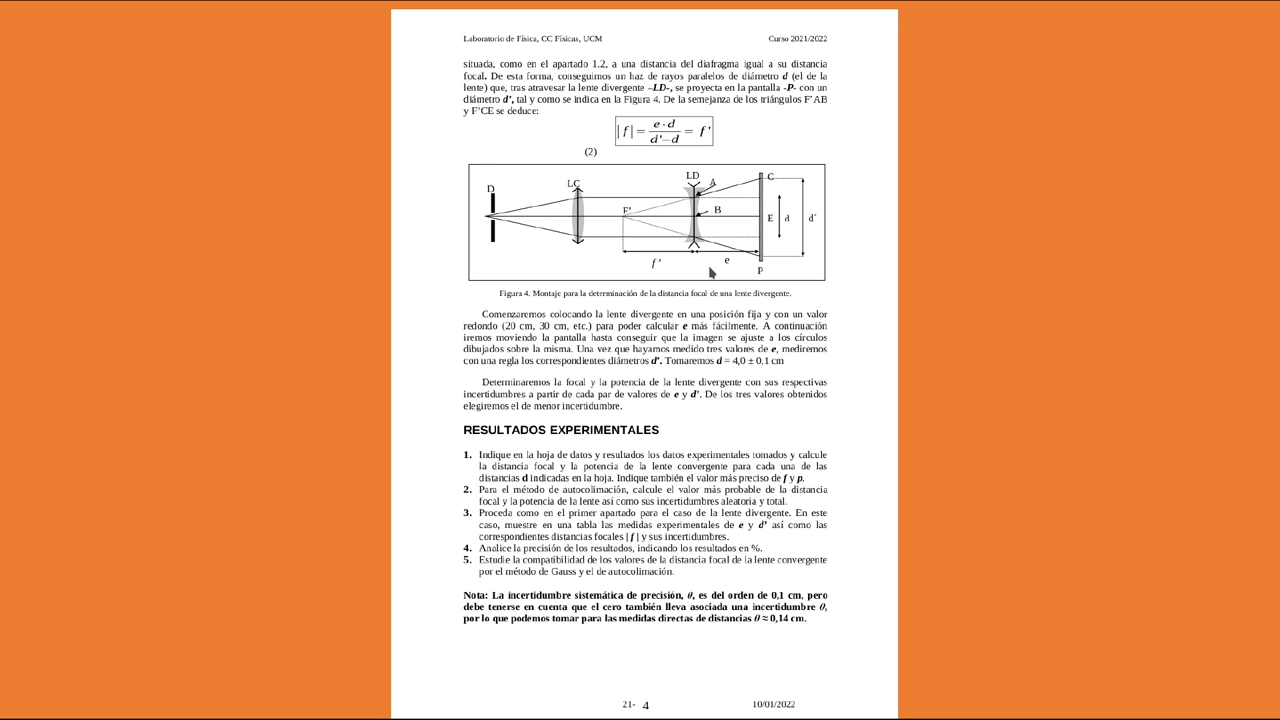 Laboratorio de Física, CC Físicas, UCM Curso 2021/2022
situada, como en el apartado 1.2, a una distancia del diafragma igual a su distancia
focal. De esta forma, conseguimos un haz de rayos paralelos de diámetro d (el de la
lente) que, tras atravesar la lente divergente –LD-, se proyecta en la pantalla -P- con un
diámetro d’, tal y como se indica en la Figura 4. De la semejanza de los triángulos F’AB
y F’CE se deduce:
|f| = e·d / d'–d = f'
(2)
D LC LD A C
F' B E d d´
f’ e P
Figura 4. Montaje para la determinación de la distancia focal de una lente divergente.
Comenzaremos colocando la lente divergente en una posición fija y con un valor
redondo (20 cm, 30 cm, etc.) para poder calcular e más fácilmente. A continuación
iremos moviendo la pantalla hasta conseguir que la imagen se ajuste a los círculos
dibujados sobre la misma. Una vez que hayamos medido tres valores de e, mediremos
con una regla los correspondientes diámetros d’. Tomaremos d = 4,0 ± 0,1 cm
Determinaremos la focal y la potencia de la lente divergente con sus respectivas
incertidumbres a partir de cada par de valores de e y d’. De los tres valores obtenidos
elegiremos el de menor incertidumbre.
RESULTADOS EXPERIMENTALES
1. Indique en la hoja de datos y resultados los datos experimentales tomados y calcule
la distancia focal y la potencia de la lente convergente para cada una de las
distancias d indicadas en la hoja. Indique también el valor más preciso de f y p.
2. Para el método de autocolimación, calcule el valor más probable de la distancia
focal y la potencia de la lente así como sus incertidumbres aleatoria y total.
3. Proceda como en el primer apartado para el caso de la lente divergente. En este
caso, muestre en una tabla las medidas experimentales de e y d’ así como las
correspondientes distancias focales | f | y sus incertidumbres.
4. Analice la precisión de los resultados, indicando los resultados en %.
5. Estudie la compatibilidad de los valores de la distancia focal de la lente convergente
por el método de Gauss y el de autocolimación.
Nota: La incertidumbre sistemática de precisión, θ, es del orden de 0,1 cm, pero
debe tenerse en cuenta que el cero también lleva asociada una incertidumbre θ,
por lo que podemos tomar para las medidas directas de distancias θ ≈ 0,14 cm.
21- 4 10/01/2022